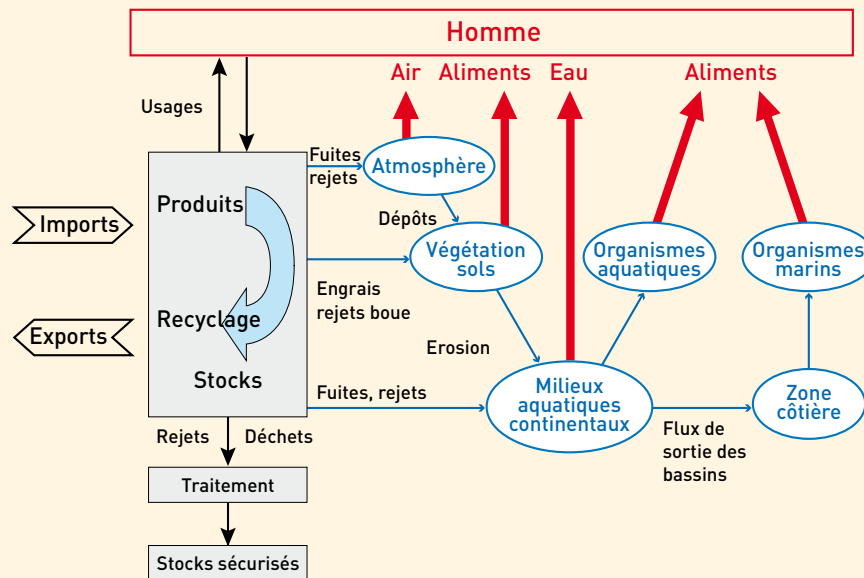 Homme
Air
Aliments
Eau
Aliments
Usages
Fuites
rejets
Atmosphère
Produits
Dépôts
Imports
Végétation
sols
Organismes
aquatiques
Organismes
marins
Engrais
rejets boue
Recyclage
Exports
Erosion
Stocks
Fuites, rejets
Milieux
aquatiques
continentaux
Zone
côtière
Rejets
Déchets
Flux de
sortie des
bassins
Traitement
Stocks sécurisés